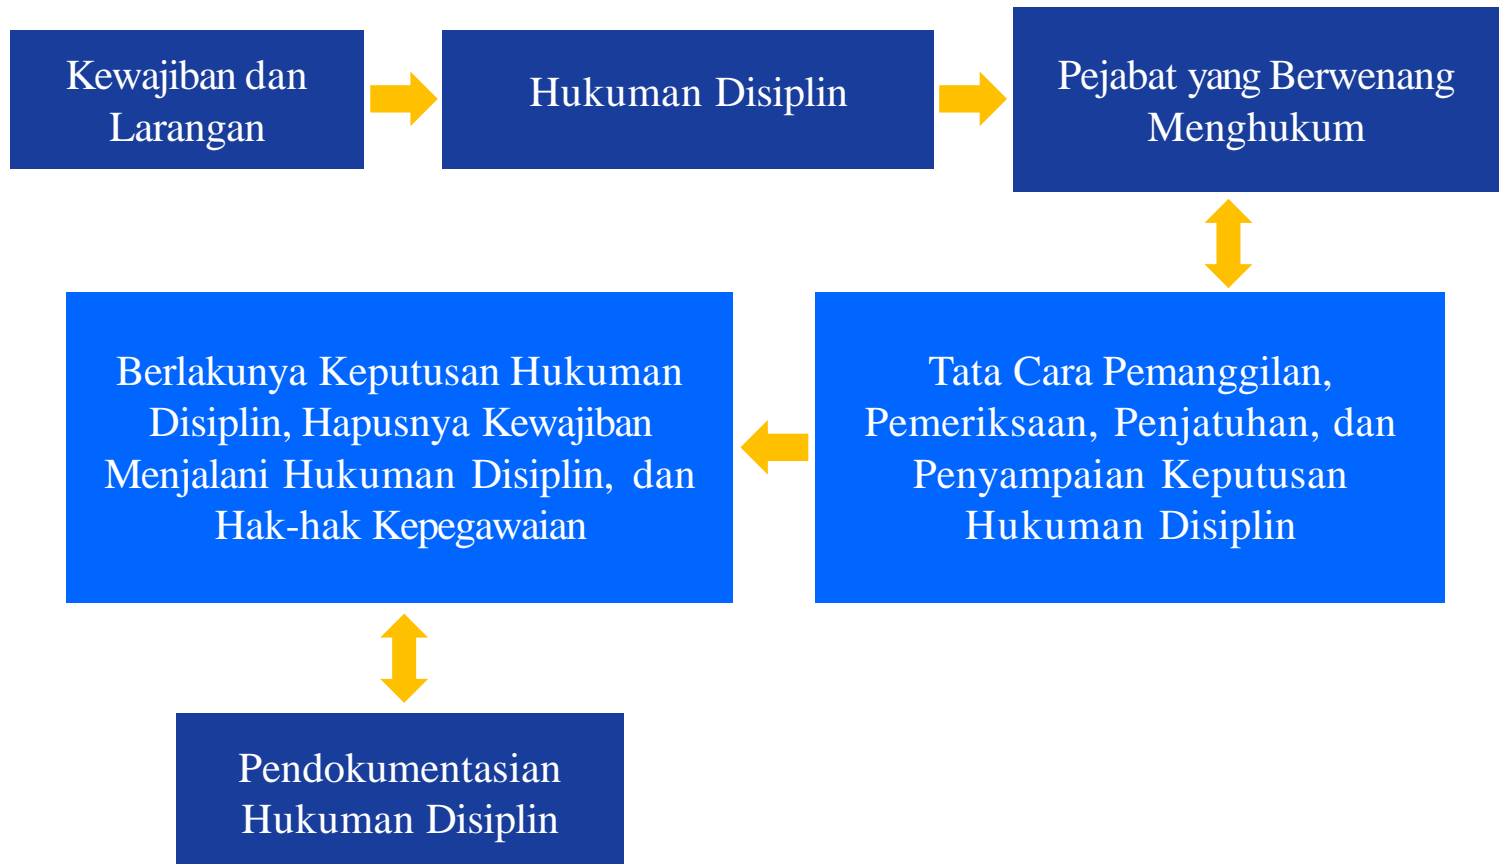 Kewajiban dan
Larangan
Hukuman Disiplin
Pejabat yang Berwenang
Menghukum
Tata Cara Pemanggilan,
Pemeriksaan, Penjatuhan, dan
Penyampaian Keputusan
Hukuman Disiplin
Berlakunya Keputusan Hukuman
Disiplin, Hapusnya Kewajiban
Menjalani Hukuman Disiplin, dan
Hak-hak Kepegawaian
Pendokumentasian
Hukuman Disiplin